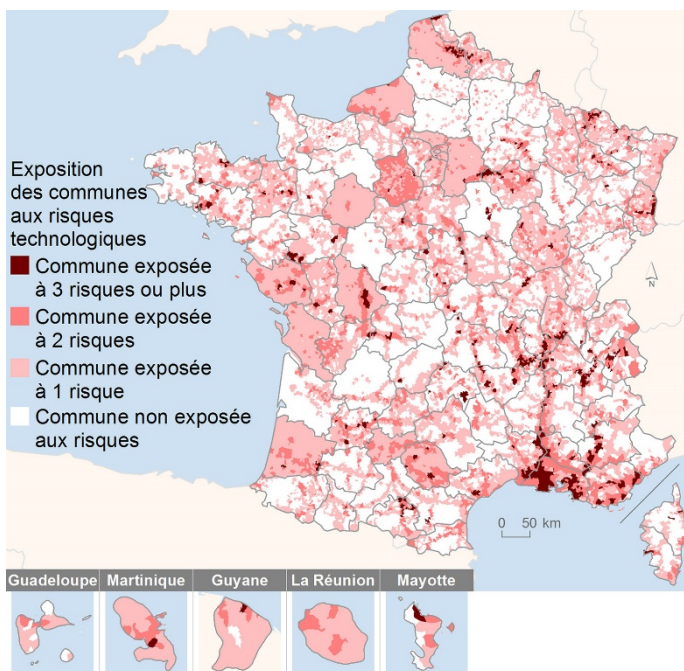 Exposition
des communes
aux risques
technologiques
Commune exposée
à 3 risques ou plus
Commune exposée
à 2 risques
Commune exposée
à 1 risque
Commune non exposée
aux risques
N
0 50 km
Guadeloupe
Martinique
Guyane
La Réunion
Mayotte